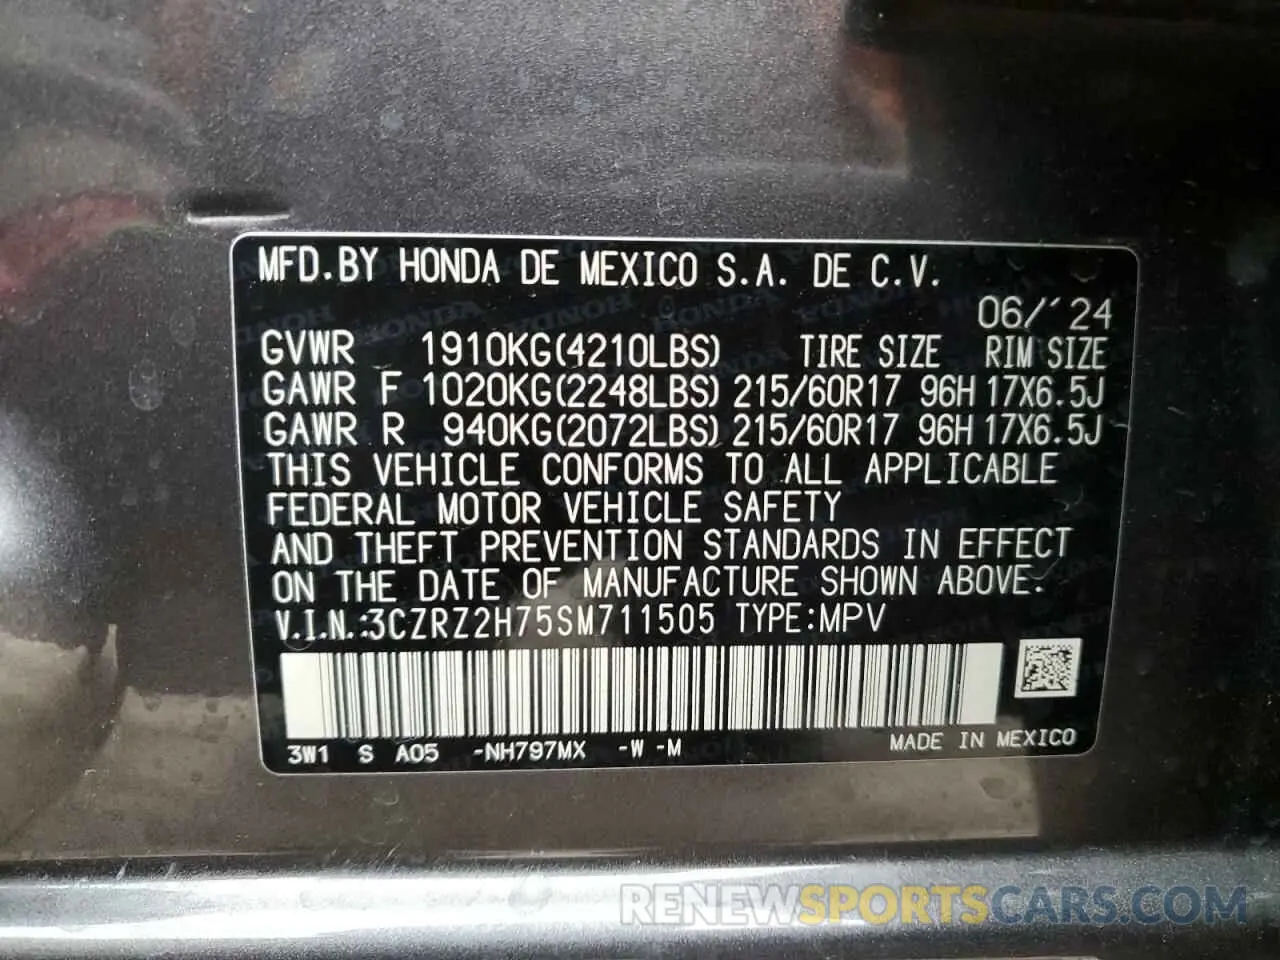 MFD.BY HONDA DE MEXICO S.A. DE C.V.
06/'24
GVWR 1910KG(4210LBS) TIRE SIZE RIM SIZE
GAWR F 1020KG(2248LBS) 215/60R17 96H 17X6.5J
GAWR R 940KG(2072LBS) 215/60R17 96H 17X6.5J
THIS VEHICLE CONFORMS TO ALL APPLICABLE
FEDERAL MOTOR VEHICLE SAFETY
AND THEFT PREVENTION STANDARDS IN EFFECT
ON THE DATE OF MANUFACTURE SHOWN ABOVE.
V.I.N.:3CZRZ2H75SM711505 TYPE:MPV
3W1 S A05 -NH797MX -W -M MADE IN MEXICO
RENEWSPORTSCARS.COM